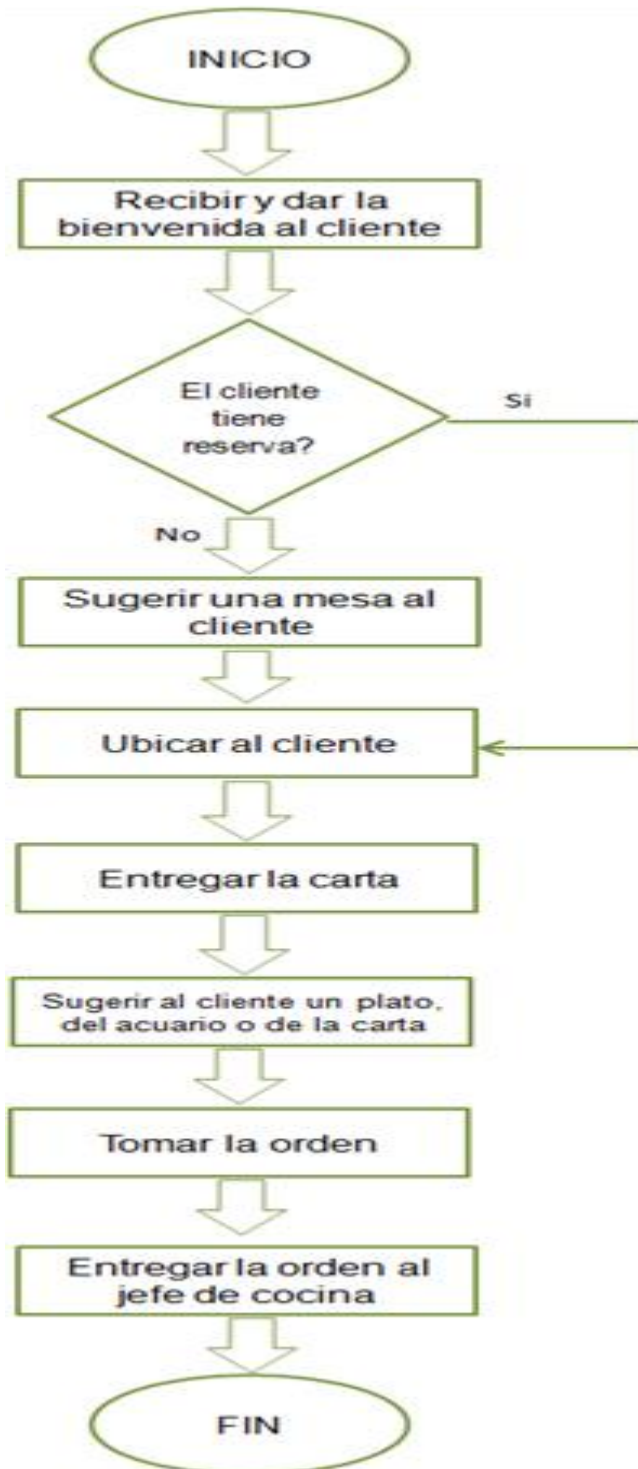 INICIO
Recibir y dar la
bienvenida al cliente
El cliente
tiene
reserva?
Si
No
Sugerir una mesa al
cliente
Ubicar al cliente
Entregar la carta
Sugerir al cliente un plato,
del acuario o de la carta
Tomar la orden
Entregar la orden al
jefe de cocina
FIN